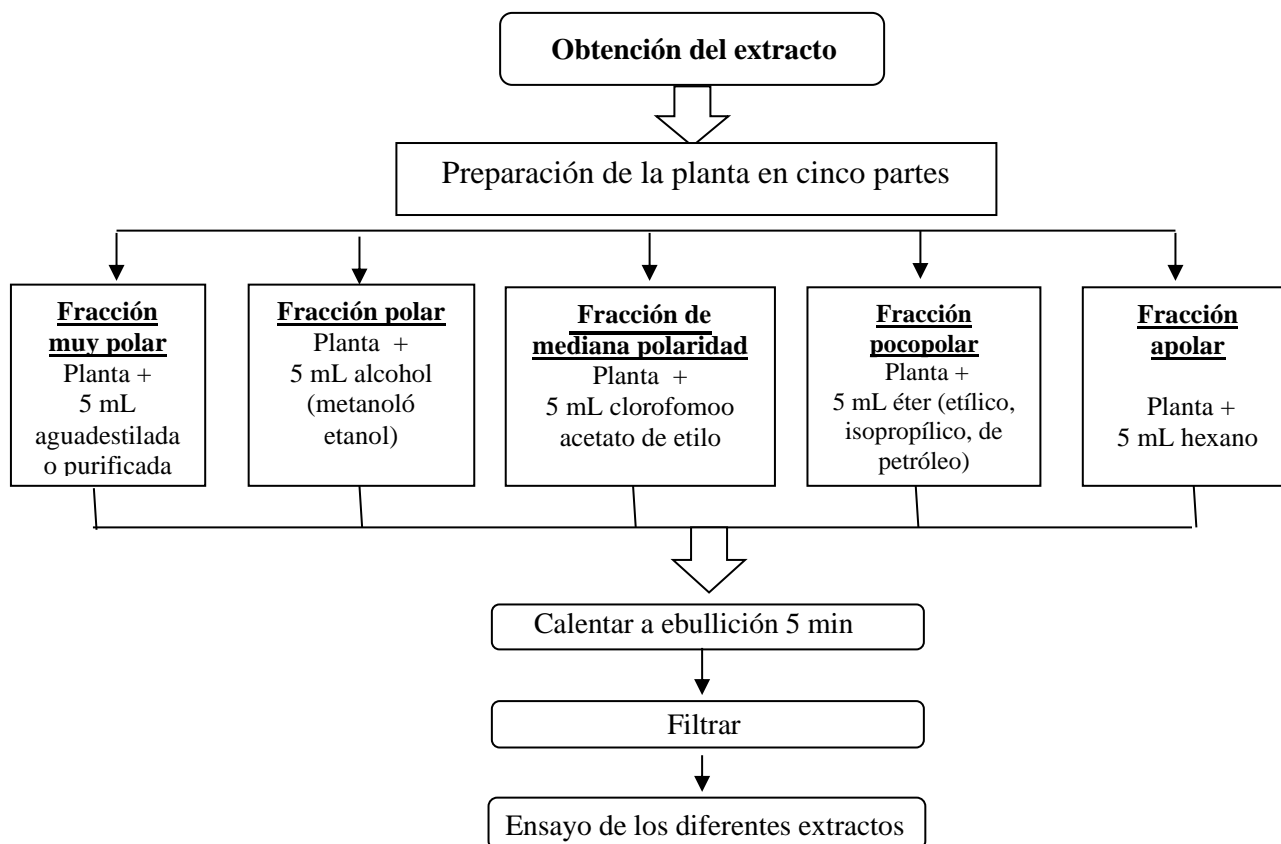 Obtención del extracto
Preparación de la planta en cinco partes
Fracción
muy polar
Planta +
5 mL
aguadestilada
o purificada
Fracción polar
Planta +
5 mL alcohol
(metanoló
etanol)
Fracción de
mediana polaridad
Planta +
5 mL clorofomoo
acetato de etilo
Fracción
pocopolar
Planta +
5 mL éter (etílico,
isopropílico, de
petróleo)
Fracción
apolar
Planta +
5 mL hexano
Calentar a ebullición 5 min
Filtrar
Ensayo de los diferentes extractos